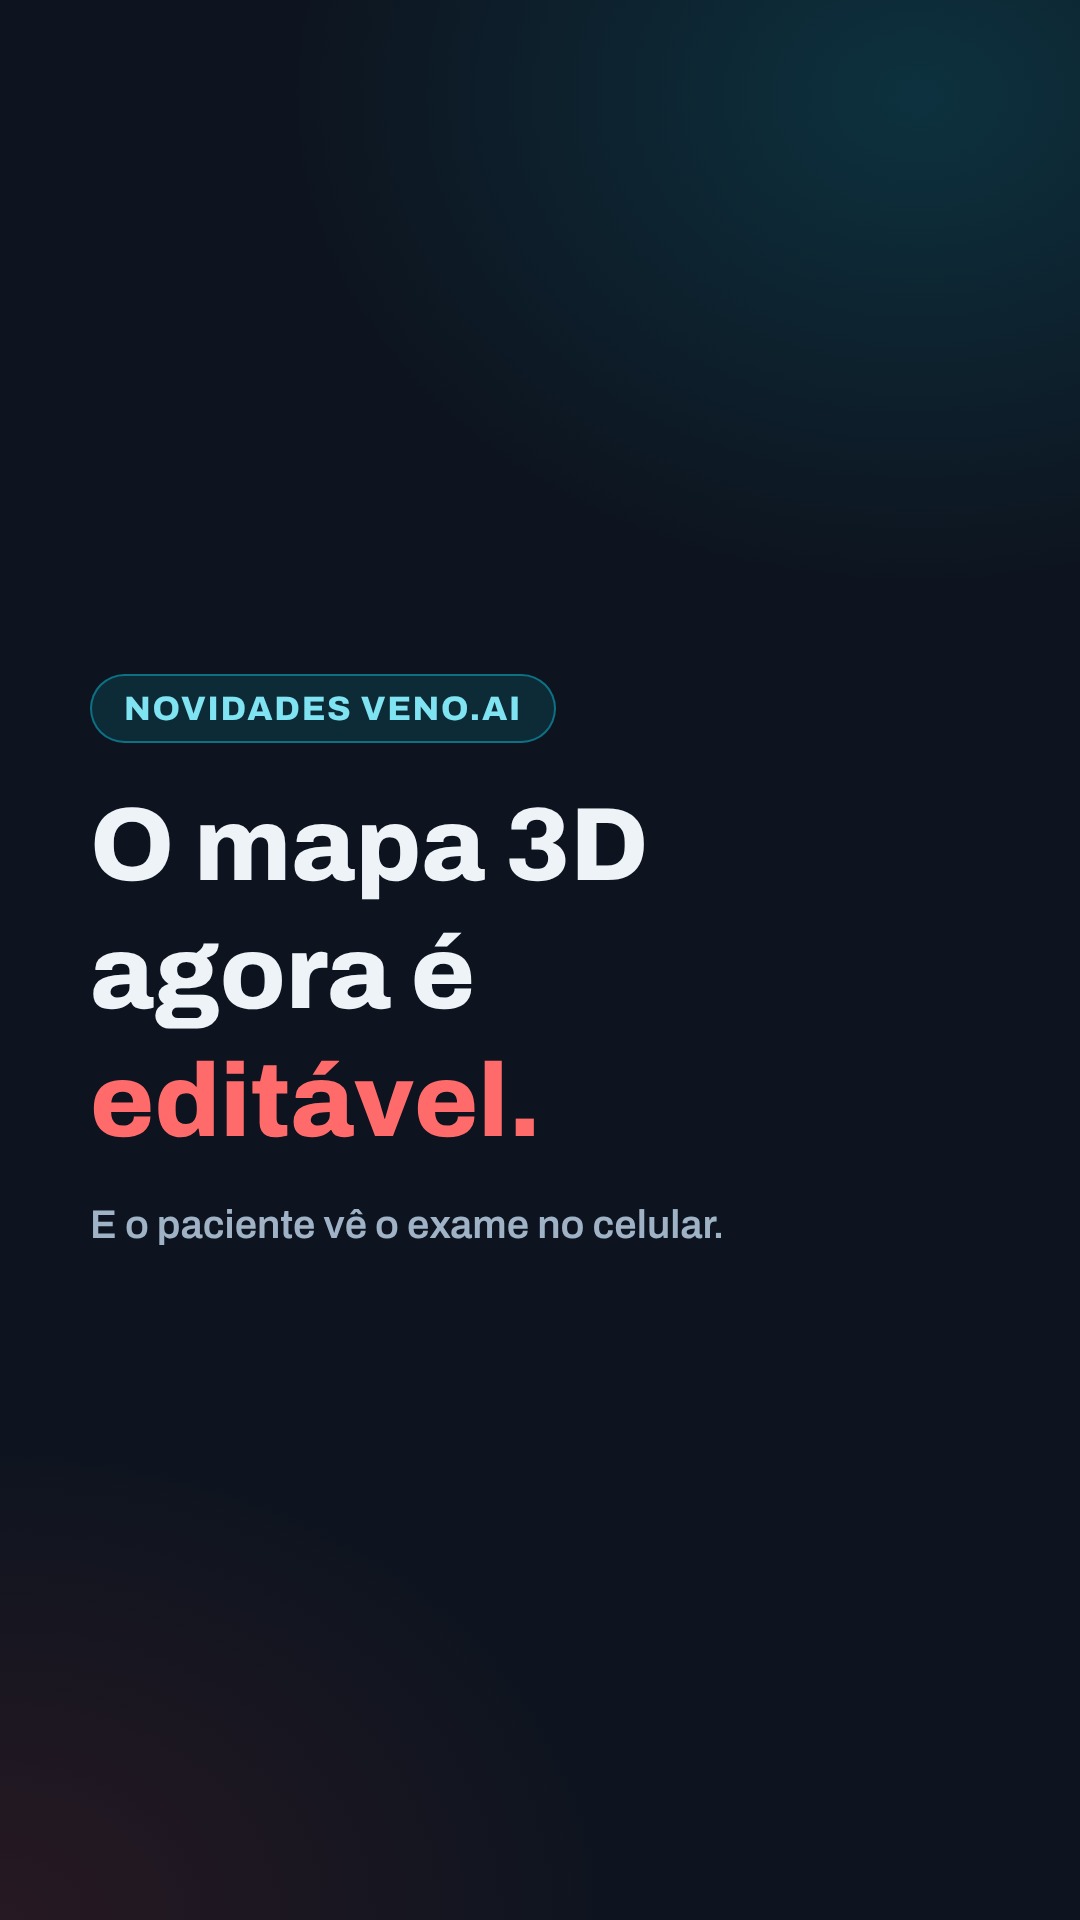 NOVIDADES VENO.AI
O mapa 3D
agora é
editável.
E o paciente vê o exame no celular.